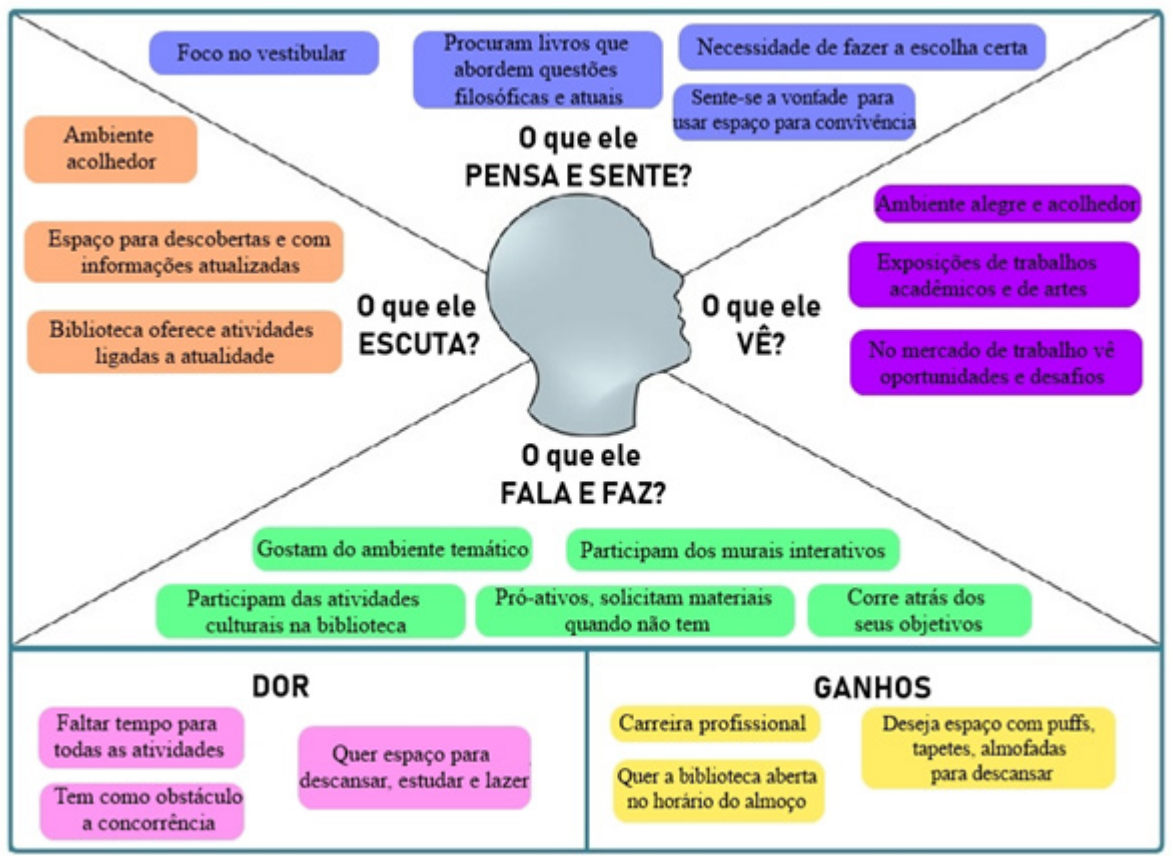 Foco no vestibular
Procuram livros que
abordem questões
filosóficas e atuais
Necessidade de fazer a escolha certa
Sente-se a vontade para
usar espaço para convîvência
O que ele
PENSA E SENTE?
Ambiente
acolhedor
Espaço para descobertas e com
informações atualizadas
Biblioteca oferece atividades
ligadas a atualidade
O que ele
ESCUTA?
O que ele
VÊ?
Ambiente alegre e acolhedor
Exposições de trabalhos
acadêmicos e de artes
No mercado de trabalho vê
oportunidades e desafios
O que ele
FALA E FAZ?
Gostam do ambiente temático
Participam dos murais interativos
Participam das atividades
culturais na biblioteca
Pró-ativos, solicitam materiais
quando não tem
Corre atrás dos
seus objetivos
DOR
Faltar tempo para
todas as atividades
Tem como obstáculo
a concorrência
Quer espaço para
descansar, estudar e lazer
GANHOS
Carreira profissional
Quer a biblioteca aberta
no horário do almoço
Deseja espaço com puffs,
tapetes, almofadas
para descansar